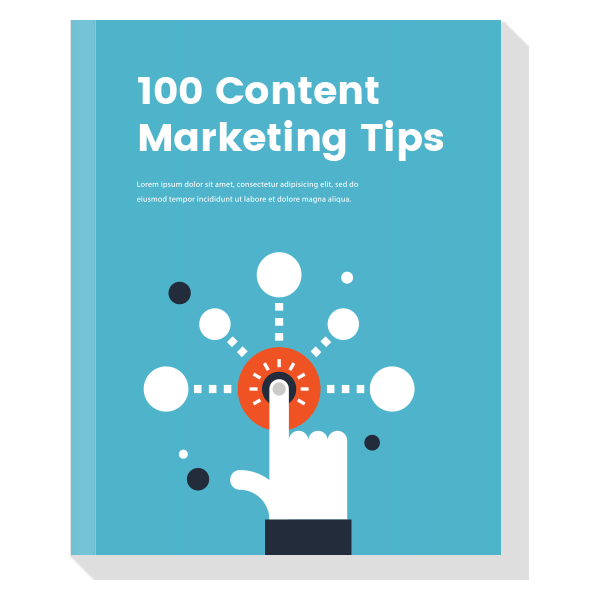 100 Content
Marketing Tips
Lorem ipsum dolor sit amet, consectetur adipisicing elit, sed do
eiusmod tempor incididunt ut labore et dolore magna aliqua.